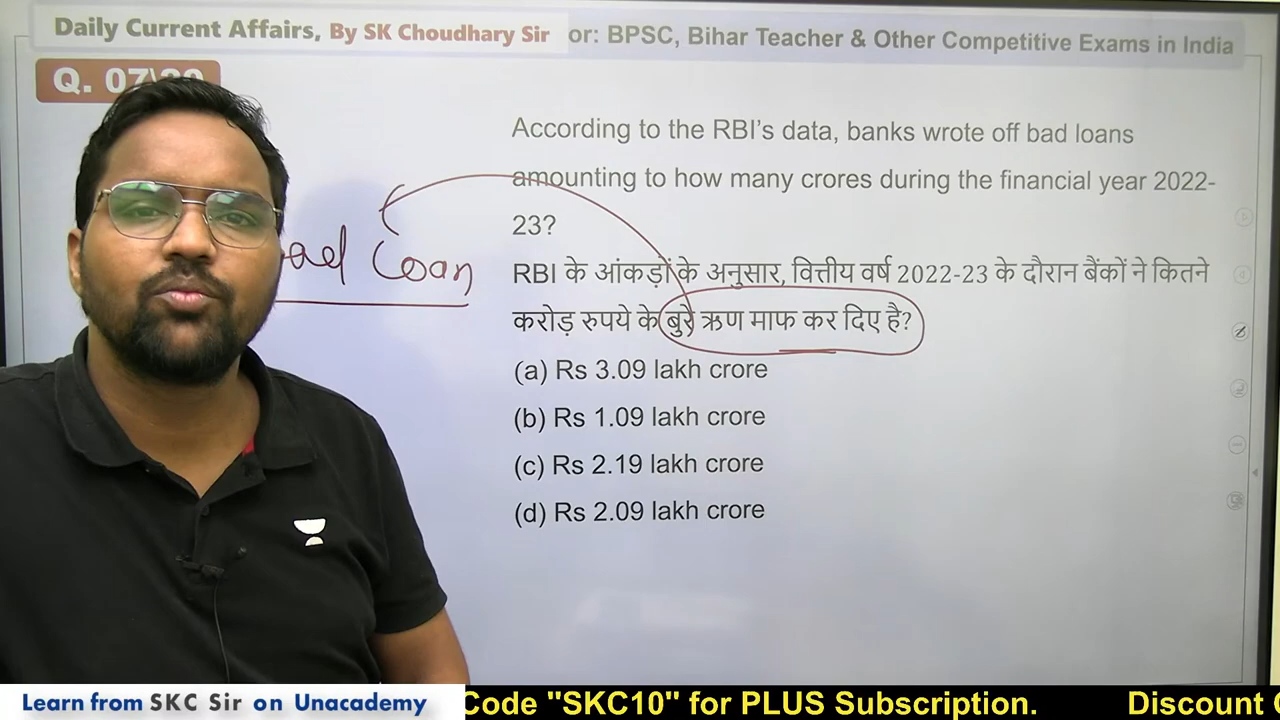 Daily Current Affairs, By SK Choudhary Sir or: BPSC, Bihar Teacher & Other Competitive Exams in India
Q. 07\20
According to the RBI's data, banks wrote off bad loans
amounting to how many crores during the financial year 2022-
23?
Loan
RBI के आंकड़ों के अनुसार, वित्तीय वर्ष 2022-23 के दौरान बैंकों ने कितने
करोड़ रुपये के बुरे ऋण माफ कर दिए है?
(a) Rs 3.09 lakh crore
(b) Rs 1.09 lakh crore
(c) Rs 2.19 lakh crore
(d) Rs 2.09 lakh crore
Learn from SKC Sir on Unacademy
Code "SKC10" for PLUS Subscription. Discount